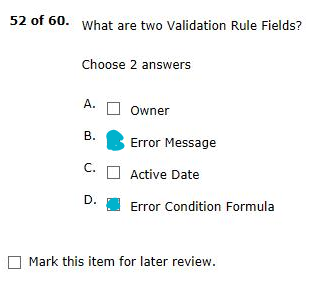 52 of 60. What are two Validation Rule Fields?
Choose 2 answers
A. Owner
B. Error Message
C. Active Date
D. Error Condition Formula
Mark this item for later review.